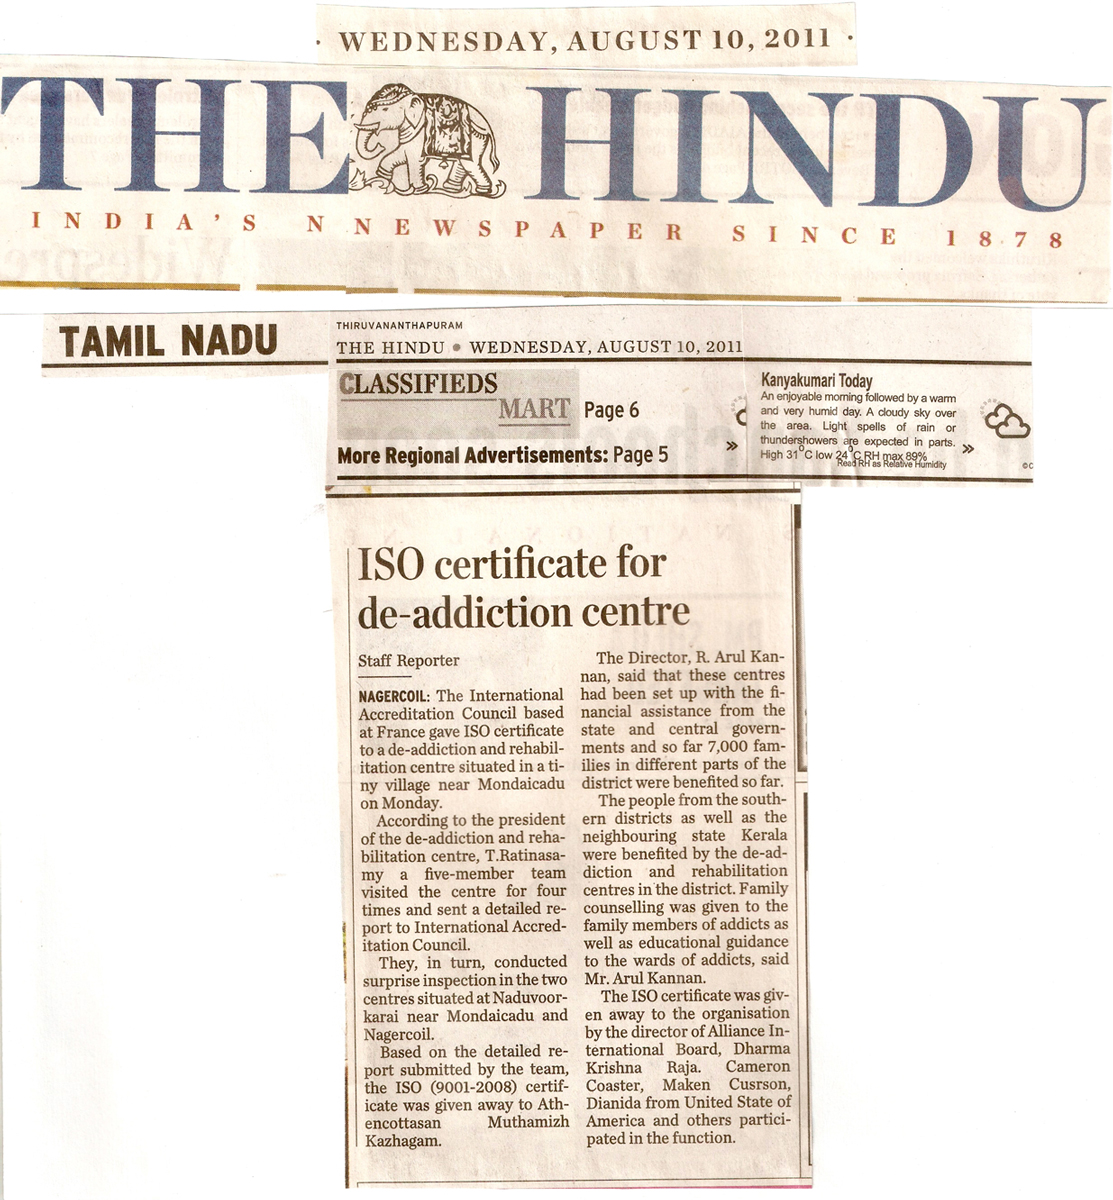 · WEDNESDAY, AUGUST 10, 2011 ·
THE HINDU
INDIA'S NNEWSPAPER SINCE 1878
TAMIL NADU
THIRUVANANTHAPURAM
THE HINDU ● WEDNESDAY, AUGUST 10, 2011
CLASSIFIEDS
MART Page 6
More Regional Advertisements: Page 5 »
Kanyakumari Today
An enjoyable morning followed by a warm
and very humid day. A cloudy sky over
the area. Light spells of rain or
thundershowers are expected in parts. »
High 31°C low 24°C RH max 89%
Read RH as Relative Humidity
©C
ISO certificate for
de-addiction centre
Staff Reporter
NAGERCOIL: The International
Accreditation Council based
at France gave ISO certificate
to a de-addiction and rehabil-
itation centre situated in a ti-
ny village near Mondaicadu
on Monday.
According to the president
of the de-addiction and reha-
bilitation centre, T.Ratinasa-
my a five-member team
visited the centre for four
times and sent a detailed re-
port to International Accred-
itation Council.
They, in turn, conducted
surprise inspection in the two
centres situated at Naduvoor-
karai near Mondaicadu and
Nagercoil.
Based on the detailed re-
port submitted by the team,
the ISO (9001-2008) certif-
icate was given away to Ath-
encottasan Muthamizh
Kazhagam.
The Director, R. Arul Kan-
nan, said that these centres
had been set up with the fi-
nancial assistance from the
state and central govern-
ments and so far 7,000 fam-
ilies in different parts of the
district were benefited so far.
The people from the south-
ern districts as well as the
neighbouring state Kerala
were benefited by the de-ad-
diction and rehabilitation
centres in the district. Family
counselling was given to the
family members of addicts as
well as educational guidance
to the wards of addicts, said
Mr. Arul Kannan.
The ISO certificate was giv-
en away to the organisation
by the director of Alliance In-
ternational Board, Dharma
Krishna Raja. Cameron
Coaster, Maken Cusrson,
Dianida from United State of
America and others partici-
pated in the function.